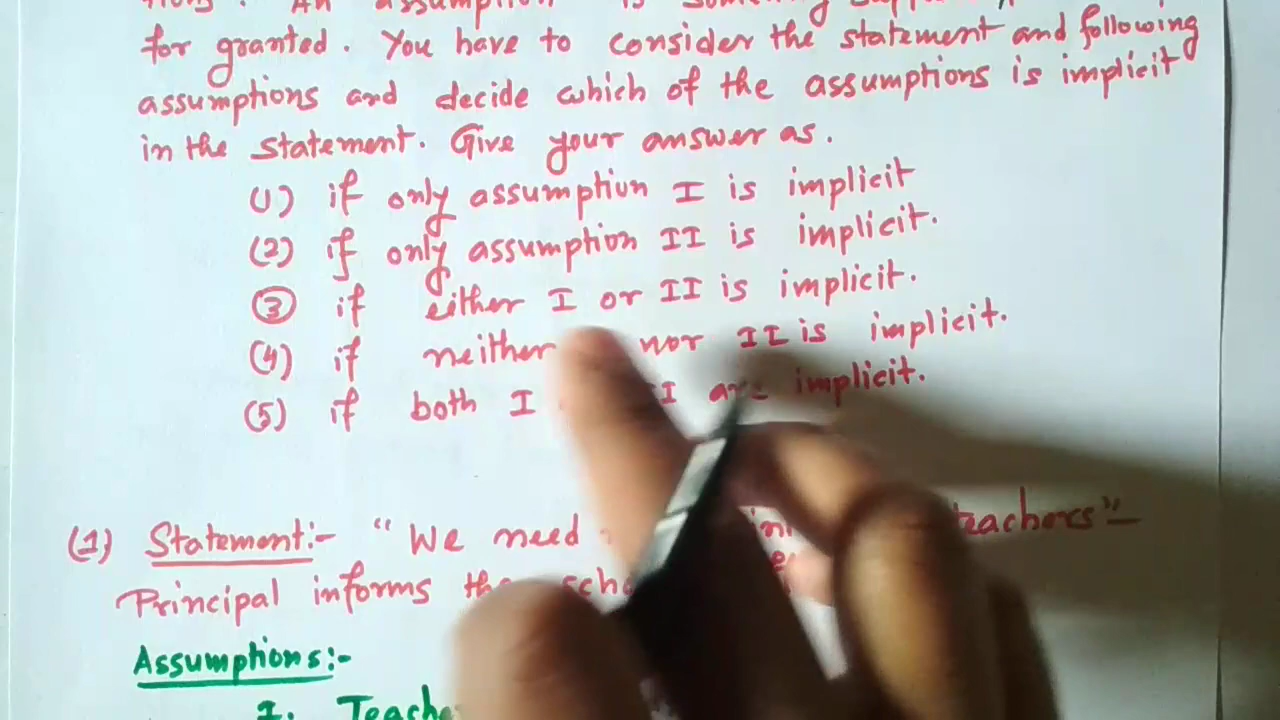 for granted. You have to consider the statement and following
assumptions and decide which of the assumptions is implicit
in the statement. Give your answer as.
(1) if only assumption I is implicit
(2) if only assumption II is implicit.
(3) if either I or II is implicit.
(4) if neither nor II is implicit.
(5) if both I are implicit.
(1) Statement:- "We need teachers"-
Principal informs the
Assumptions:-
I.